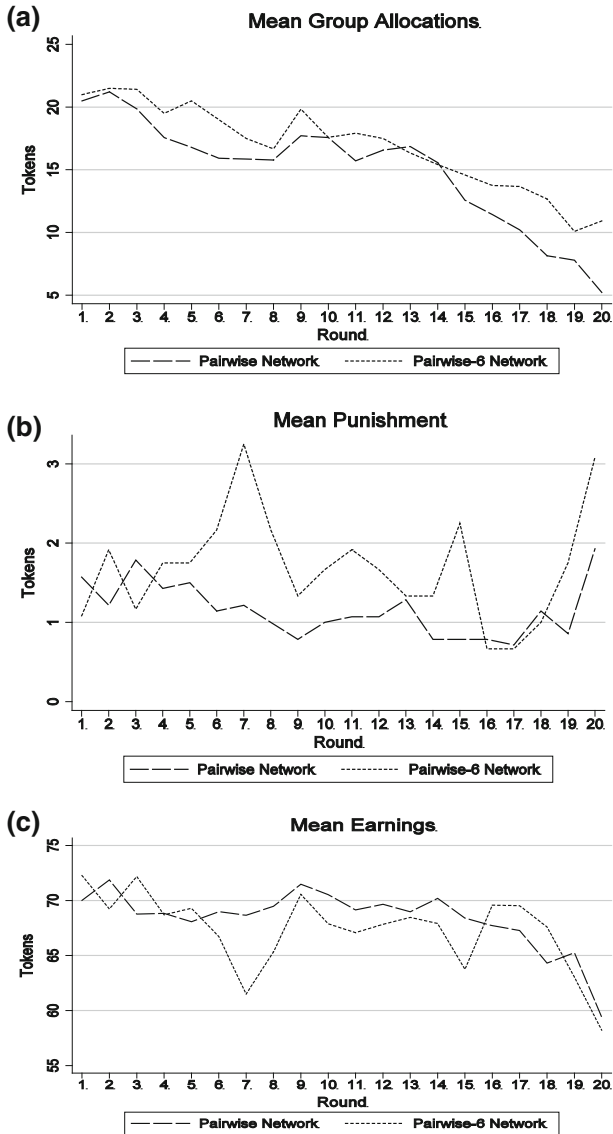 (a)
Mean Group Allocations.
25
20
15
10
5
Tokens
1. 2. 3. 4. 5. 6. 7. 8. 9. 10. 11. 12. 13. 14. 15. 16. 17. 18. 19. 20.
Round.
Pairwise Network Pairwise-6 Network
(b)
Mean Punishment
3
2
1
0
Tokens
1. 2. 3. 4. 5. 6. 7. 8. 9. 10. 11. 12. 13. 14. 15. 16. 17. 18. 19. 20.
Round.
Pairwise Network Pairwise-6 Network
(c)
Mean Earnings.
75
70
65
60
55
Tokens
1. 2. 3. 4. 5. 6. 7. 8. 9. 10. 11. 12. 13. 14. 15. 16. 17. 18. 19. 20.
Round.
Pairwise Network Pairwise-6 Network